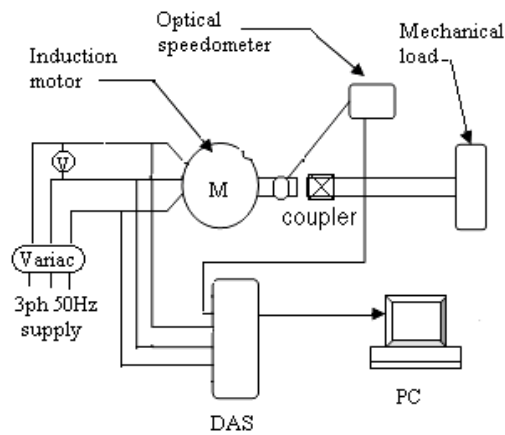 Optical
speedometer
Induction
motor
Mechanical
load
V
M
coupler
Variac
3ph 50Hz
supply
DAS
PC